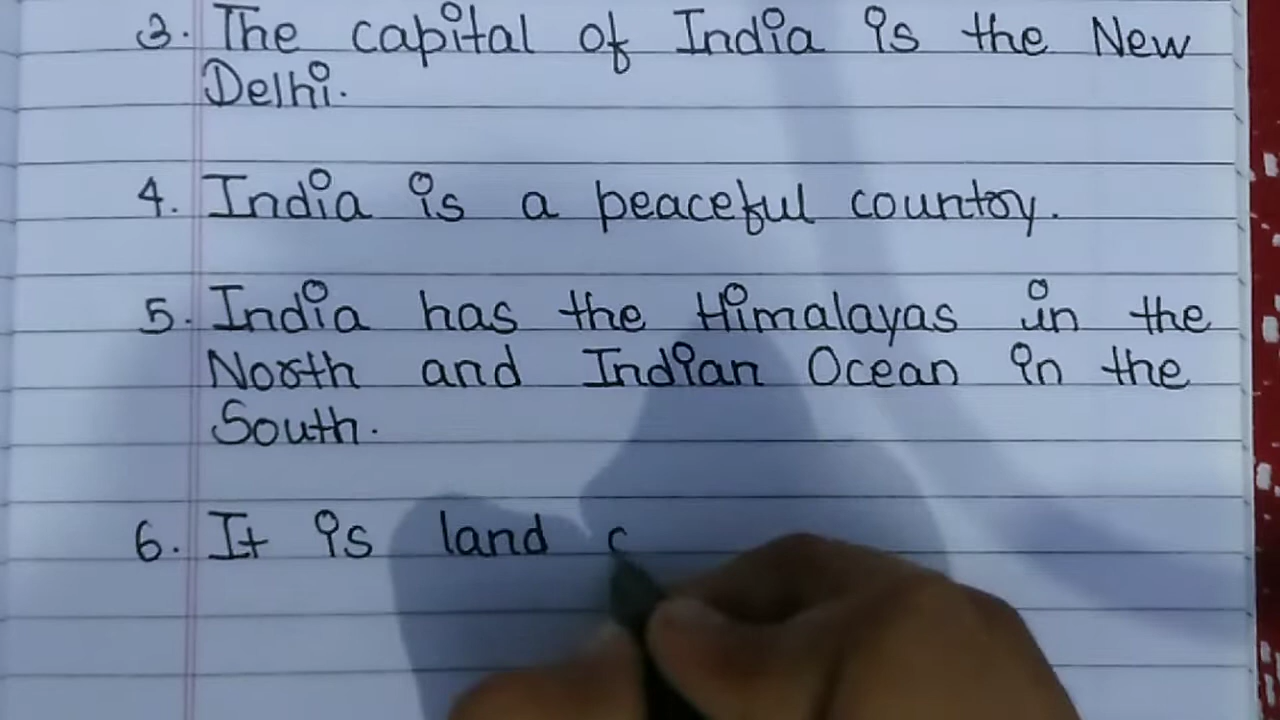 3. The capital of India is the New
Delhi.
4. India is a peaceful country.
5. India has the Himalayas in the
North and Indian Ocean in the
South.
6. It is land